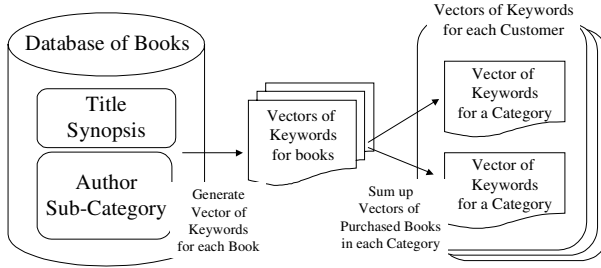 Database of Books
Title
Synopsis
Author
Sub-Category
Generate
Vector of
Keywords
for each Book
Vectors of
Keywords
for books
Sum up
Vectors of
Purchased Books
in each Category
Vectors of Keywords
for each Customer
Vector of
Keywords
for a Category
Vector of
Keywords
for a Category